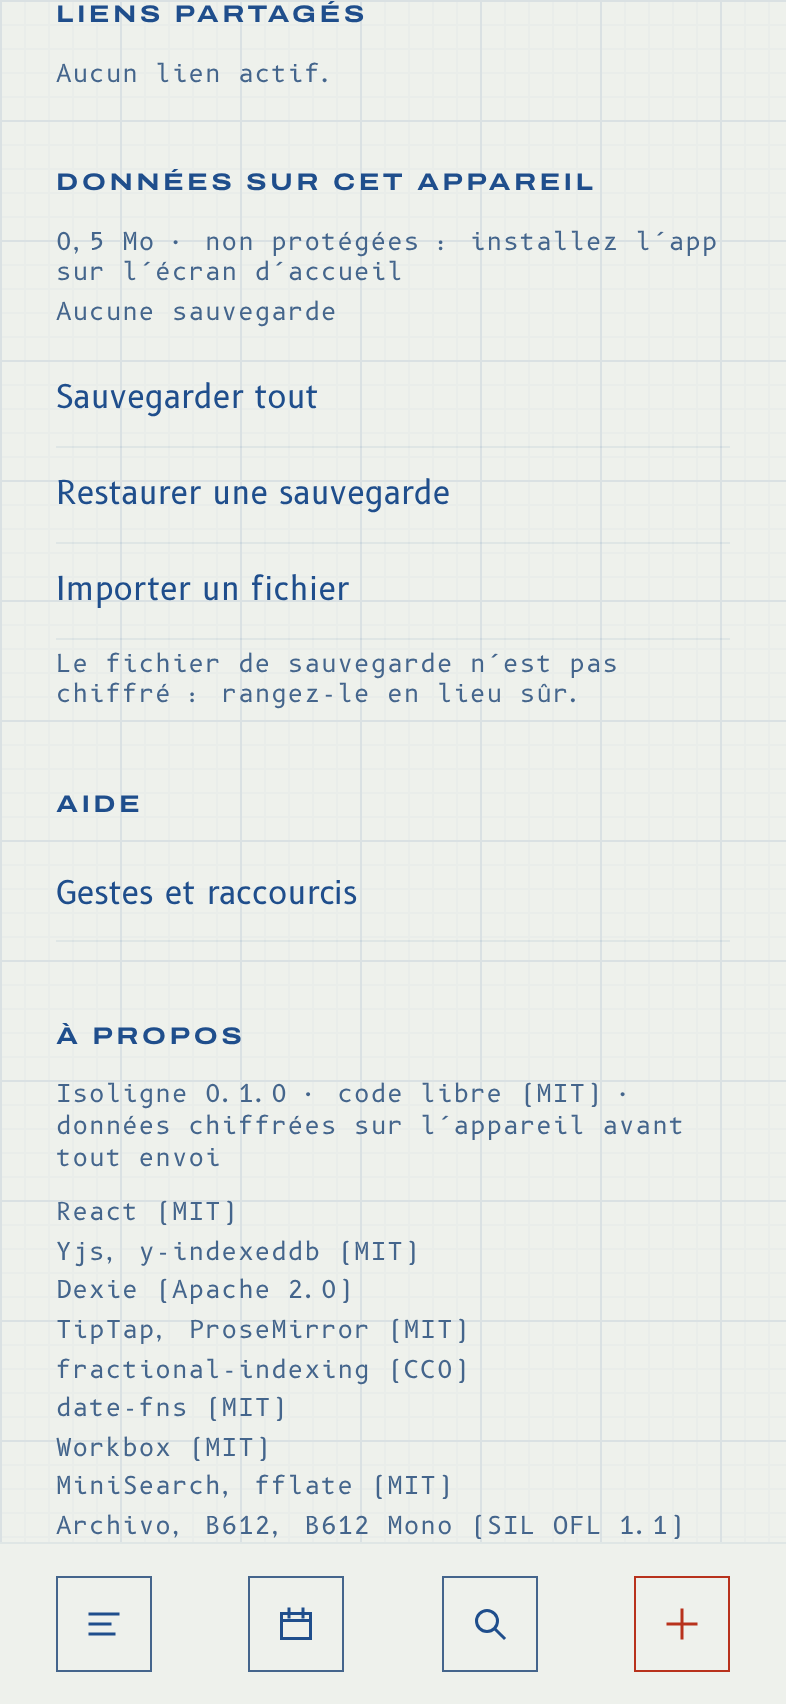 LIENS PARTAGÉS
Aucun lien actif.
DONNÉES SUR CET APPAREIL
0,5 Mo · non protégées : installez l´app
sur l´écran d´accueil
Aucune sauvegarde
Sauvegarder tout
Restaurer une sauvegarde
Importer un fichier
Le fichier de sauvegarde n´est pas
chiffré : rangez-le en lieu sûr.
AIDE
Gestes et raccourcis
À PROPOS
Isoligne 0.1.0 · code libre (MIT) ·
données chiffrées sur l´appareil avant
tout envoi
React (MIT)
Yjs, y-indexeddb (MIT)
Dexie (Apache 2.0)
TipTap, ProseMirror (MIT)
fractional-indexing (CC0)
date-fns (MIT)
Workbox (MIT)
MiniSearch, fflate (MIT)
Archivo, B612, B612 Mono (SIL OFL 1.1)